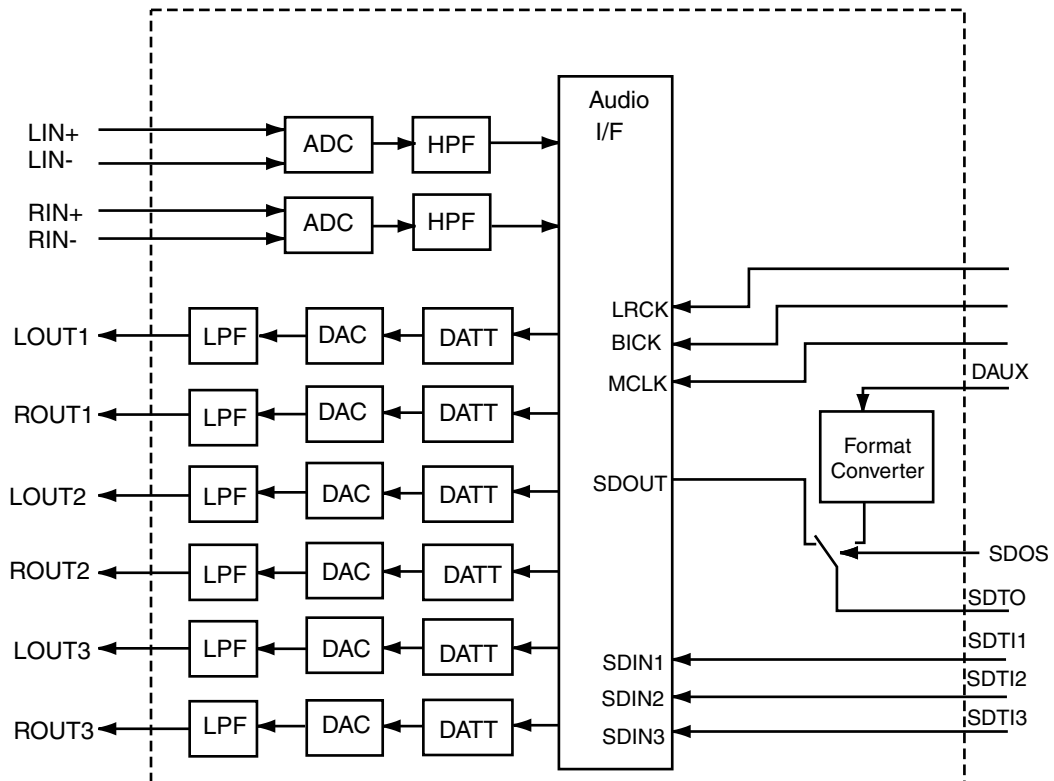 Audio
I/F
LIN+
LIN-
ADC
HPF
RIN+
RIN-
ADC
HPF
LOUT1
LPF
DAC
DATT
ROUT1
LPF
DAC
DATT
LOUT2
LPF
DAC
DATT
ROUT2
LPF
DAC
DATT
LOUT3
LPF
DAC
DATT
ROUT3
LPF
DAC
DATT
LRCK
BICK
MCLK
DAUX
Format
Converter
SDOUT
SDOS
SDTO
SDIN1
SDTI1
SDIN2
SDTI2
SDIN3
SDTI3